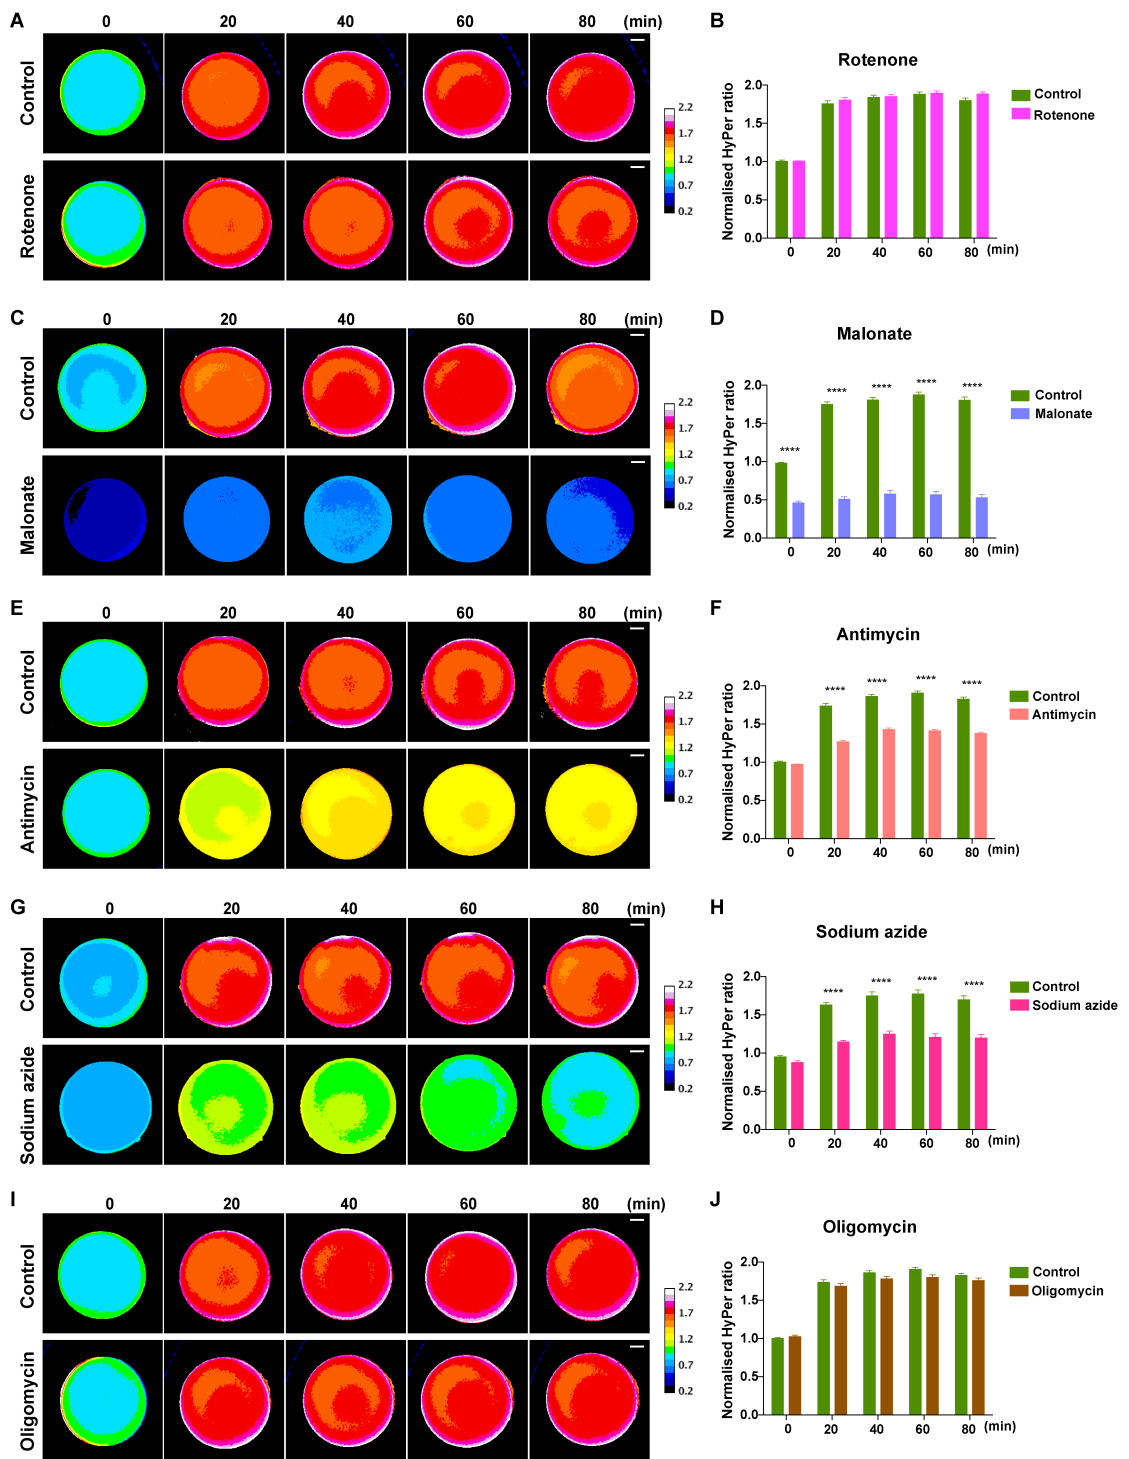 A 0 20 40 60 80 (min)
Control
Rotenone
2.2
1.7
1.2
0.7
0.2
B
Rotenone
Normalised HyPer ratio
2.0
1.5
1.0
0.5
0.0
0 20 40 60 80 (min)
Control
Rotenone
C 0 20 40 60 80 (min)
Control
Malonate
2.2
1.7
1.2
0.7
0.2
D
Malonate
Normalised HyPer ratio
2.0
1.5
1.0
0.5
0.0
**** **** **** **** ****
0 20 40 60 80 (min)
Control
Malonate
E 0 20 40 60 80 (min)
Control
Antimycin
2.2
1.7
1.2
0.7
0.2
F
Antimycin
Normalised HyPer ratio
2.0
1.5
1.0
0.5
0.0
**** **** **** ****
0 20 40 60 80 (min)
Control
Antimycin
G 0 20 40 60 80 (min)
Control
Sodium azide
2.2
1.7
1.2
0.7
0.2
H
Sodium azide
Normalised HyPer ratio
2.0
1.5
1.0
0.5
0.0
**** **** **** ****
0 20 40 60 80 (min)
Control
Sodium azide
I 0 20 40 60 80 (min)
Control
Oligomycin
2.2
1.7
1.2
0.7
0.2
J
Oligomycin
Normalised HyPer ratio
2.0
1.5
1.0
0.5
0.0
0 20 40 60 80 (min)
Control
Oligomycin